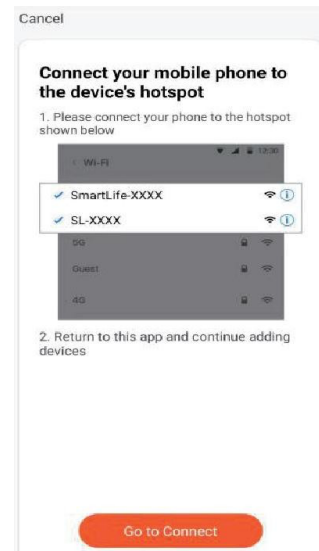 Cancel
Connect your mobile phone to
the device's hotspot
1. Please connect your phone to the hotspot
shown below
12:30
Wi-Fi
SmartLife-XXXX
SL-XXXX
5G
Guest
4G
2. Return to this app and continue adding
devices
Go to Connect